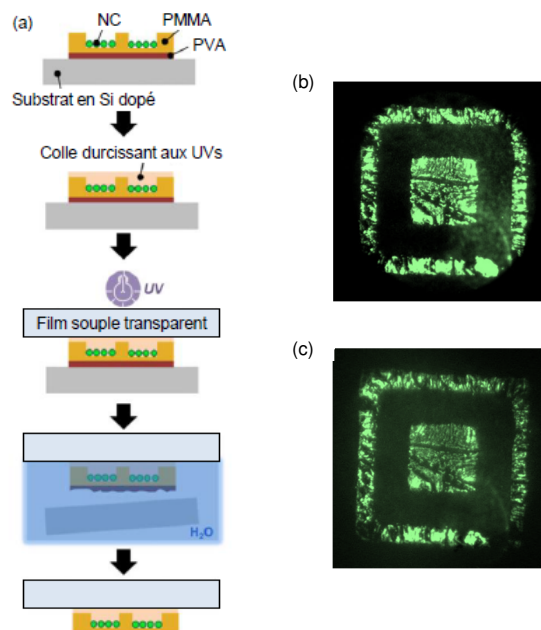 (a)
NC
PMMA
PVA
Substrat en Si dopé
Colle durcissant aux UVs
UV
Film souple transparent
H₂O
(b)
(c)